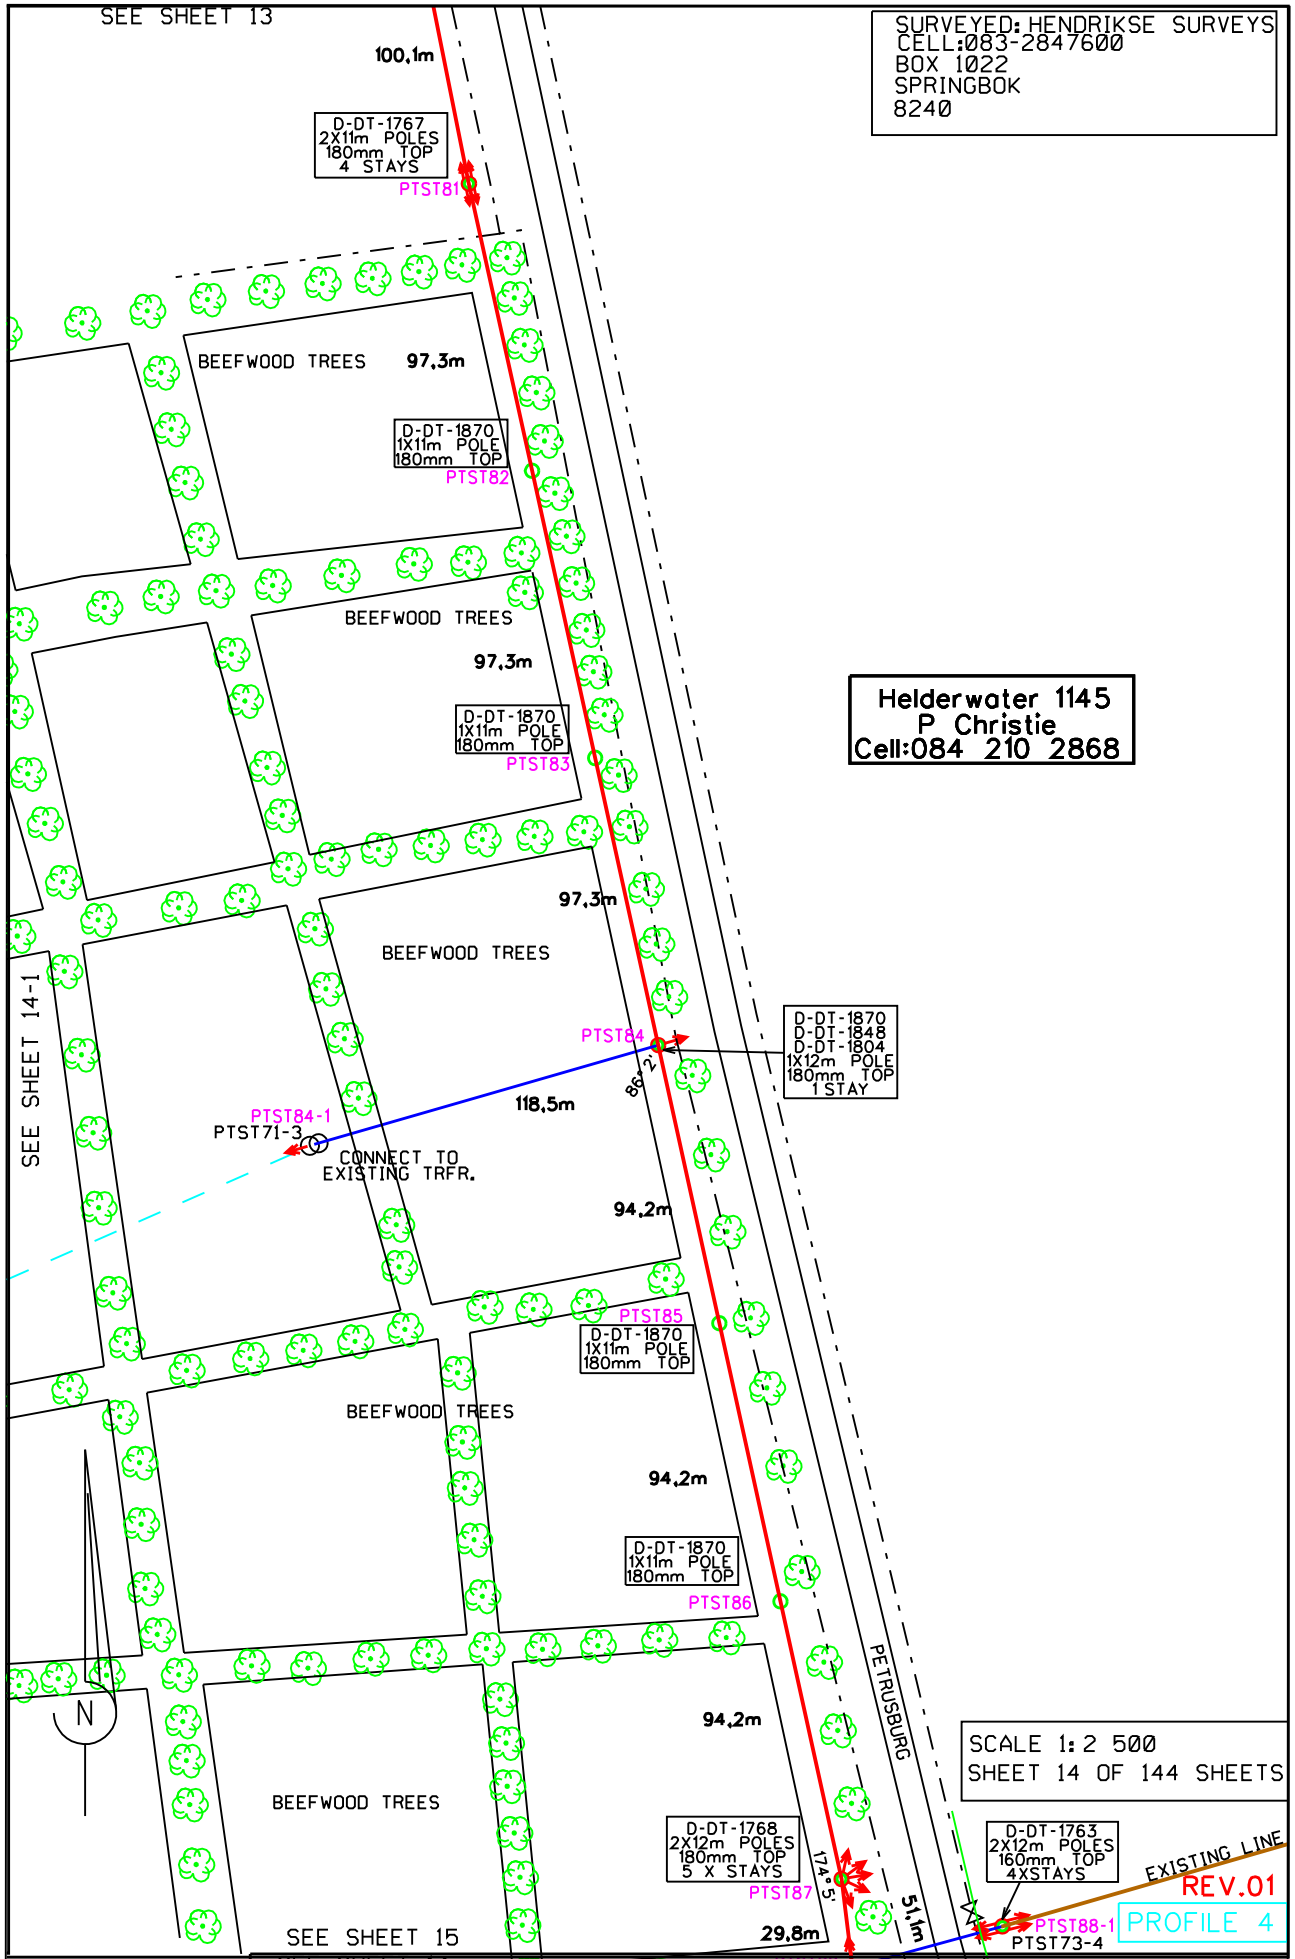 SEE SHEET 13
SURVEYED: HENDRIKSE SURVEYS
CELL:083-2847600
BOX 1022
SPRINGBOK
8240
100,1m
D-DT-1767
2X11m POLES
180mm TOP
4 STAYS
PTST81
BEEFWOOD TREES
97,3m
D-DT-1870
1X11m POLE
180mm TOP
PTST82
BEEFWOOD TREES
97,3m
Helderwater 1145
P Christie
Cell:084 210 2868
D-DT-1870
1X11m POLE
180mm TOP
PTST83
97,3m
BEEFWOOD TREES
SEE SHEET 14-1
PTST84
D-DT-1870
D-DT-1848
D-DT-1804
1X12m POLE
180mm TOP
1 STAY
86°2'
118,5m
PTST84-1
PTST71-3
CONNECT TO
EXISTING TRFR.
94,2m
PTST85
D-DT-1870
1X11m POLE
180mm TOP
BEEFWOOD TREES
94,2m
D-DT-1870
1X11m POLE
180mm TOP
PTST86
N
PETRUSBURG
94,2m
SCALE 1:2 500
SHEET 14 OF 144 SHEETS
BEEFWOOD TREES
D-DT-1768
2X12m POLES
180mm TOP
5 X STAYS
PTST87
174°5'
D-DT-1763
2X12m POLES
160mm TOP
4XSTAYS
EXISTING LINE
REV.01
PROFILE 4
51,1m
PTST88-1
PTST73-4
29,8m
SEE SHEET 15